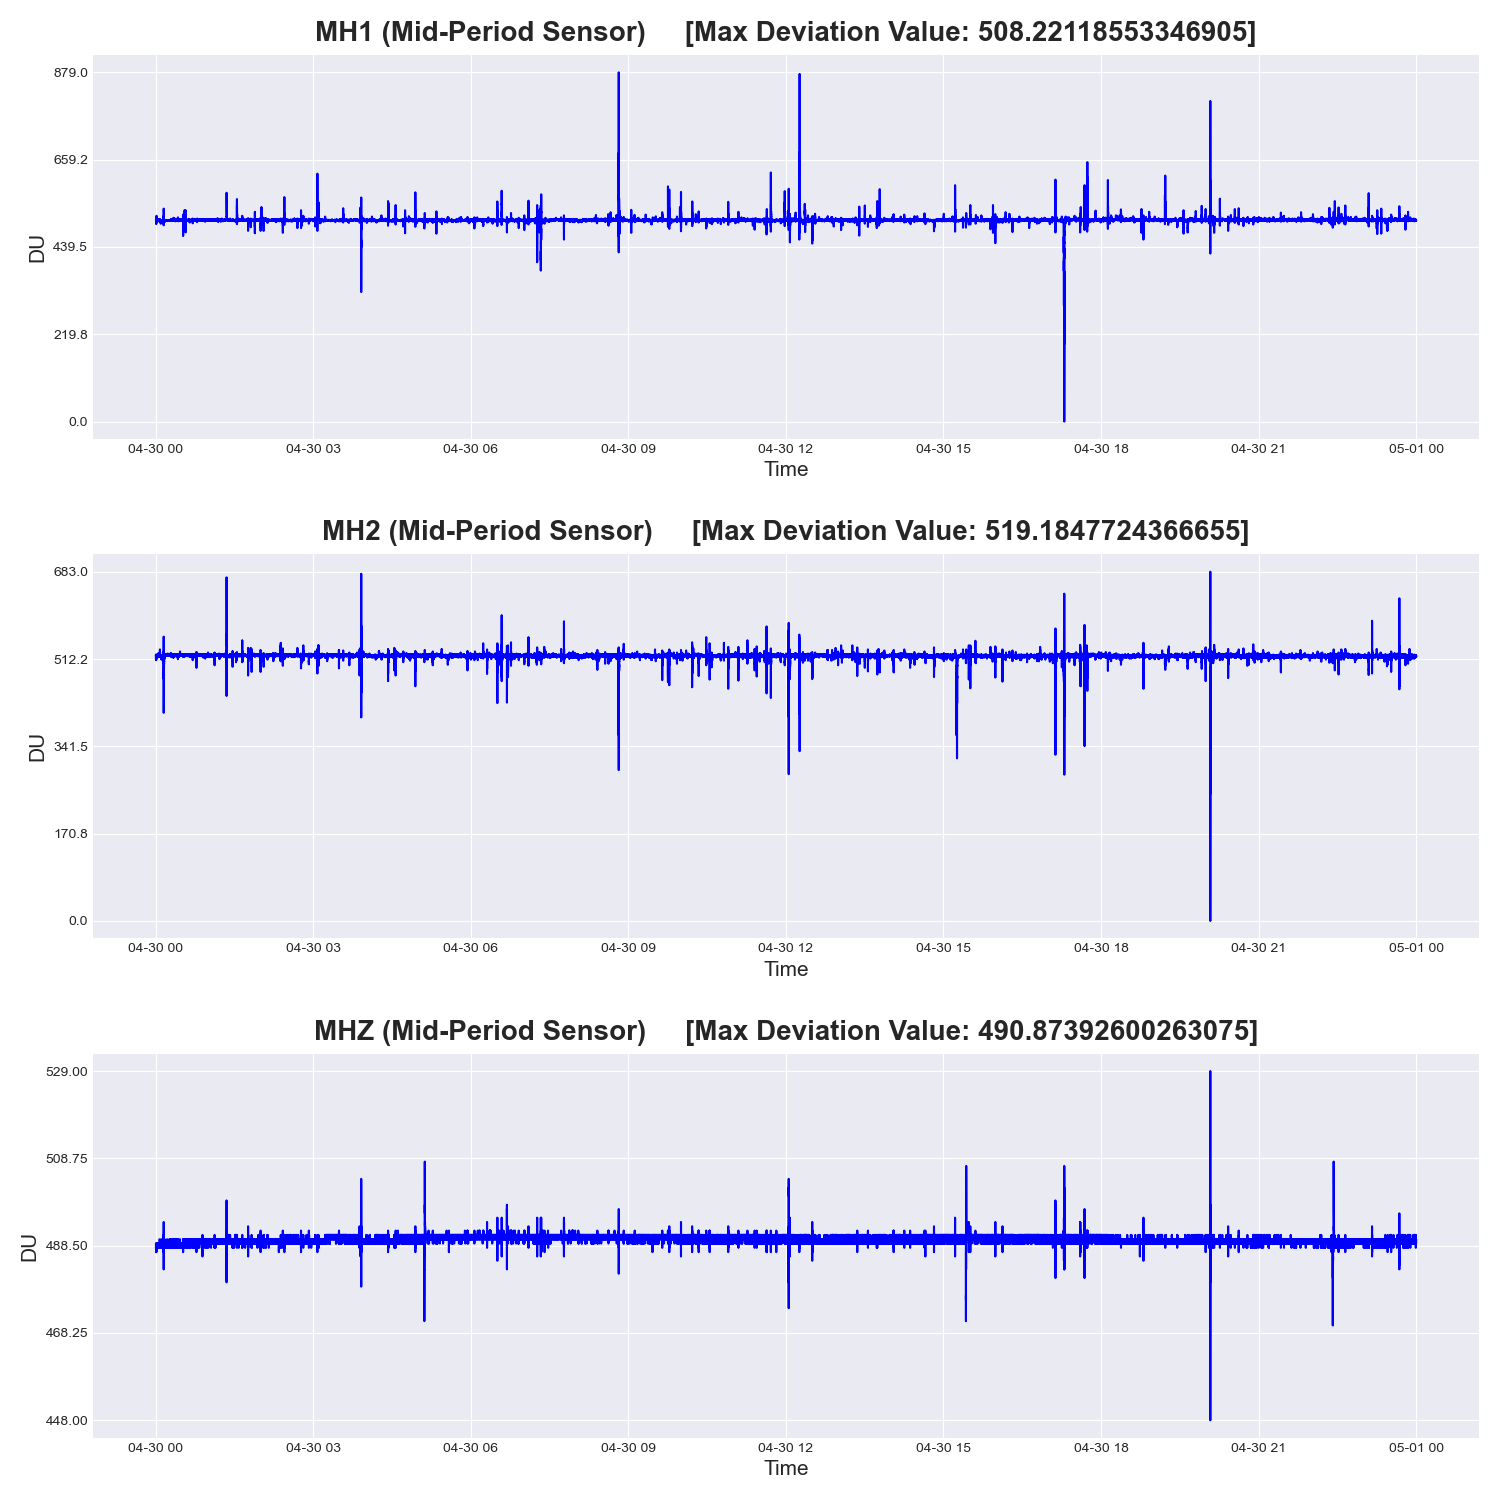 MH1 (Mid-Period Sensor)     [Max Deviation Value: 508.22118553346905]
879.0
659.2
439.5
219.8
0.0
DU
04-30 00 04-30 03 04-30 06 04-30 09 04-30 12 04-30 15 04-30 18 04-30 21 05-01 00
Time
MH2 (Mid-Period Sensor)     [Max Deviation Value: 519.1847724366655]
683.0
512.2
341.5
170.8
0.0
DU
04-30 00 04-30 03 04-30 06 04-30 09 04-30 12 04-30 15 04-30 18 04-30 21 05-01 00
Time
MHZ (Mid-Period Sensor)     [Max Deviation Value: 490.87392600263075]
529.00
508.75
488.50
468.25
448.00
DU
04-30 00 04-30 03 04-30 06 04-30 09 04-30 12 04-30 15 04-30 18 04-30 21 05-01 00
Time